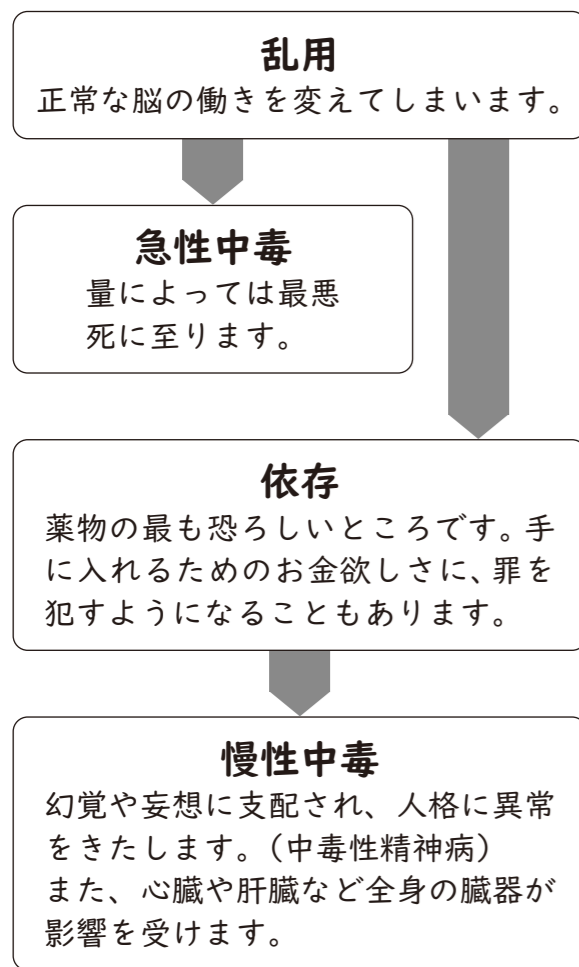 乱用
正常な脳の働きを変えてしまいます。
急性中毒
量によっては最悪
死に至ります。
依存
薬物の最も恐ろしいところです。手
に入れるためのお金欲しさに、罪を
犯すようになることもあります。
慢性中毒
幻覚や妄想に支配され、人格に異常
をきたします。(中毒性精神病)
また、心臓や肝臓など全身の臓器が
影響を受けます。